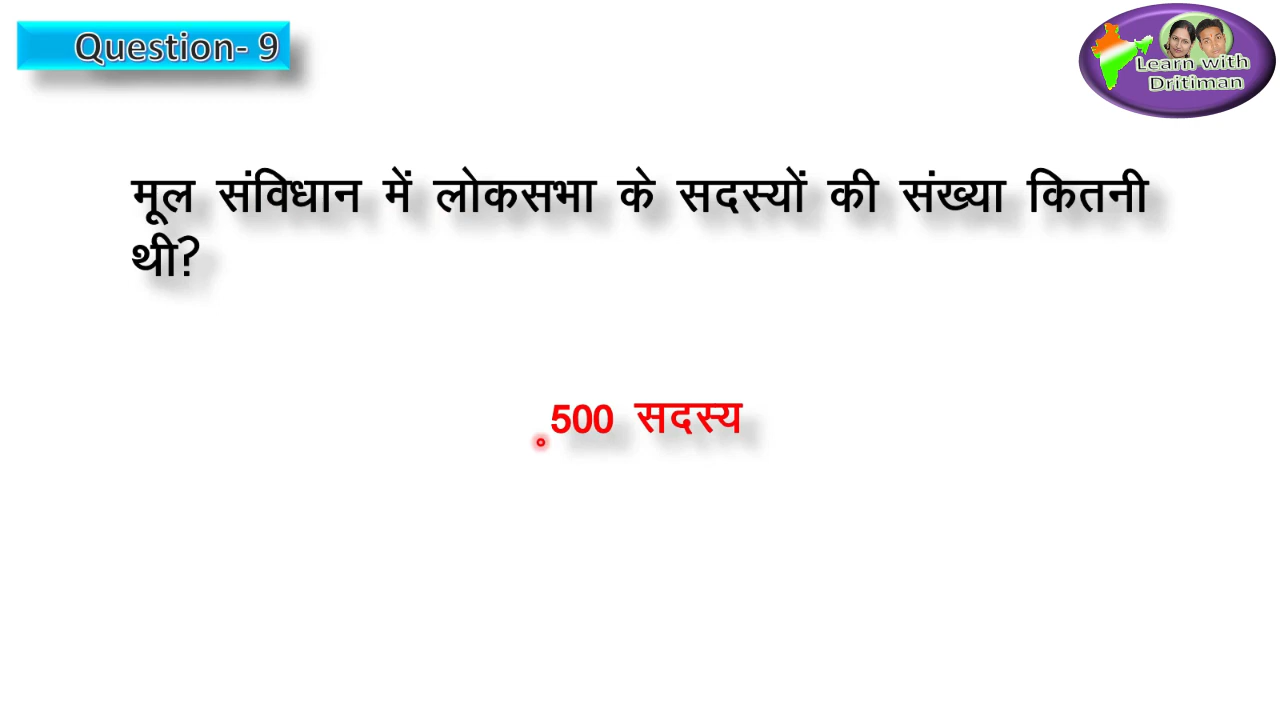 Question- 9
Learn with
Dritiman
मूल संविधान में लोकसभा के सदस्यों की संख्या कितनी
थी?
500 सदस्य